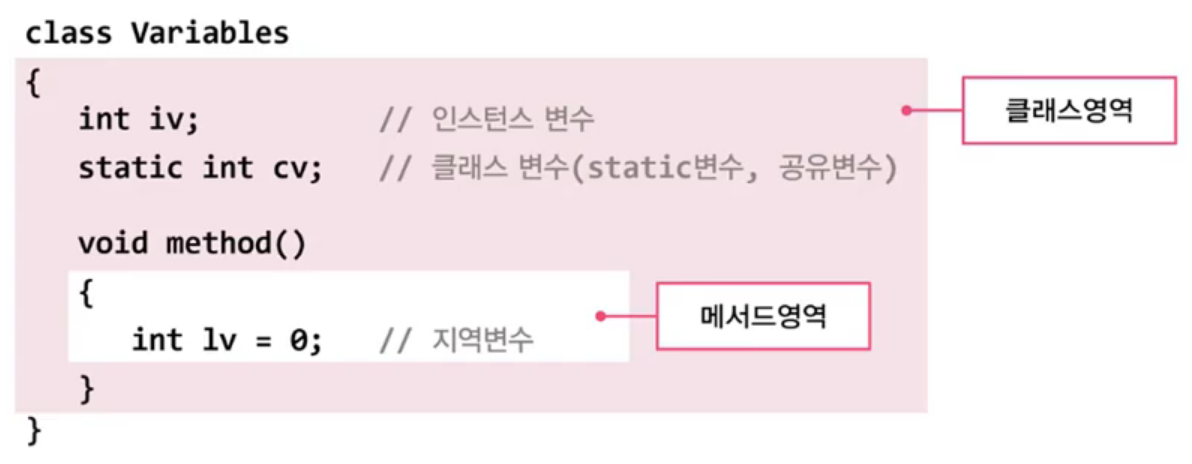 class Variables
{
int iv; // 인스턴스 변수
클래스영역
static int cv; // 클래스 변수(static변수, 공유변수)
void method()
{
int lv = 0; // 지역변수
메서드영역
}
}